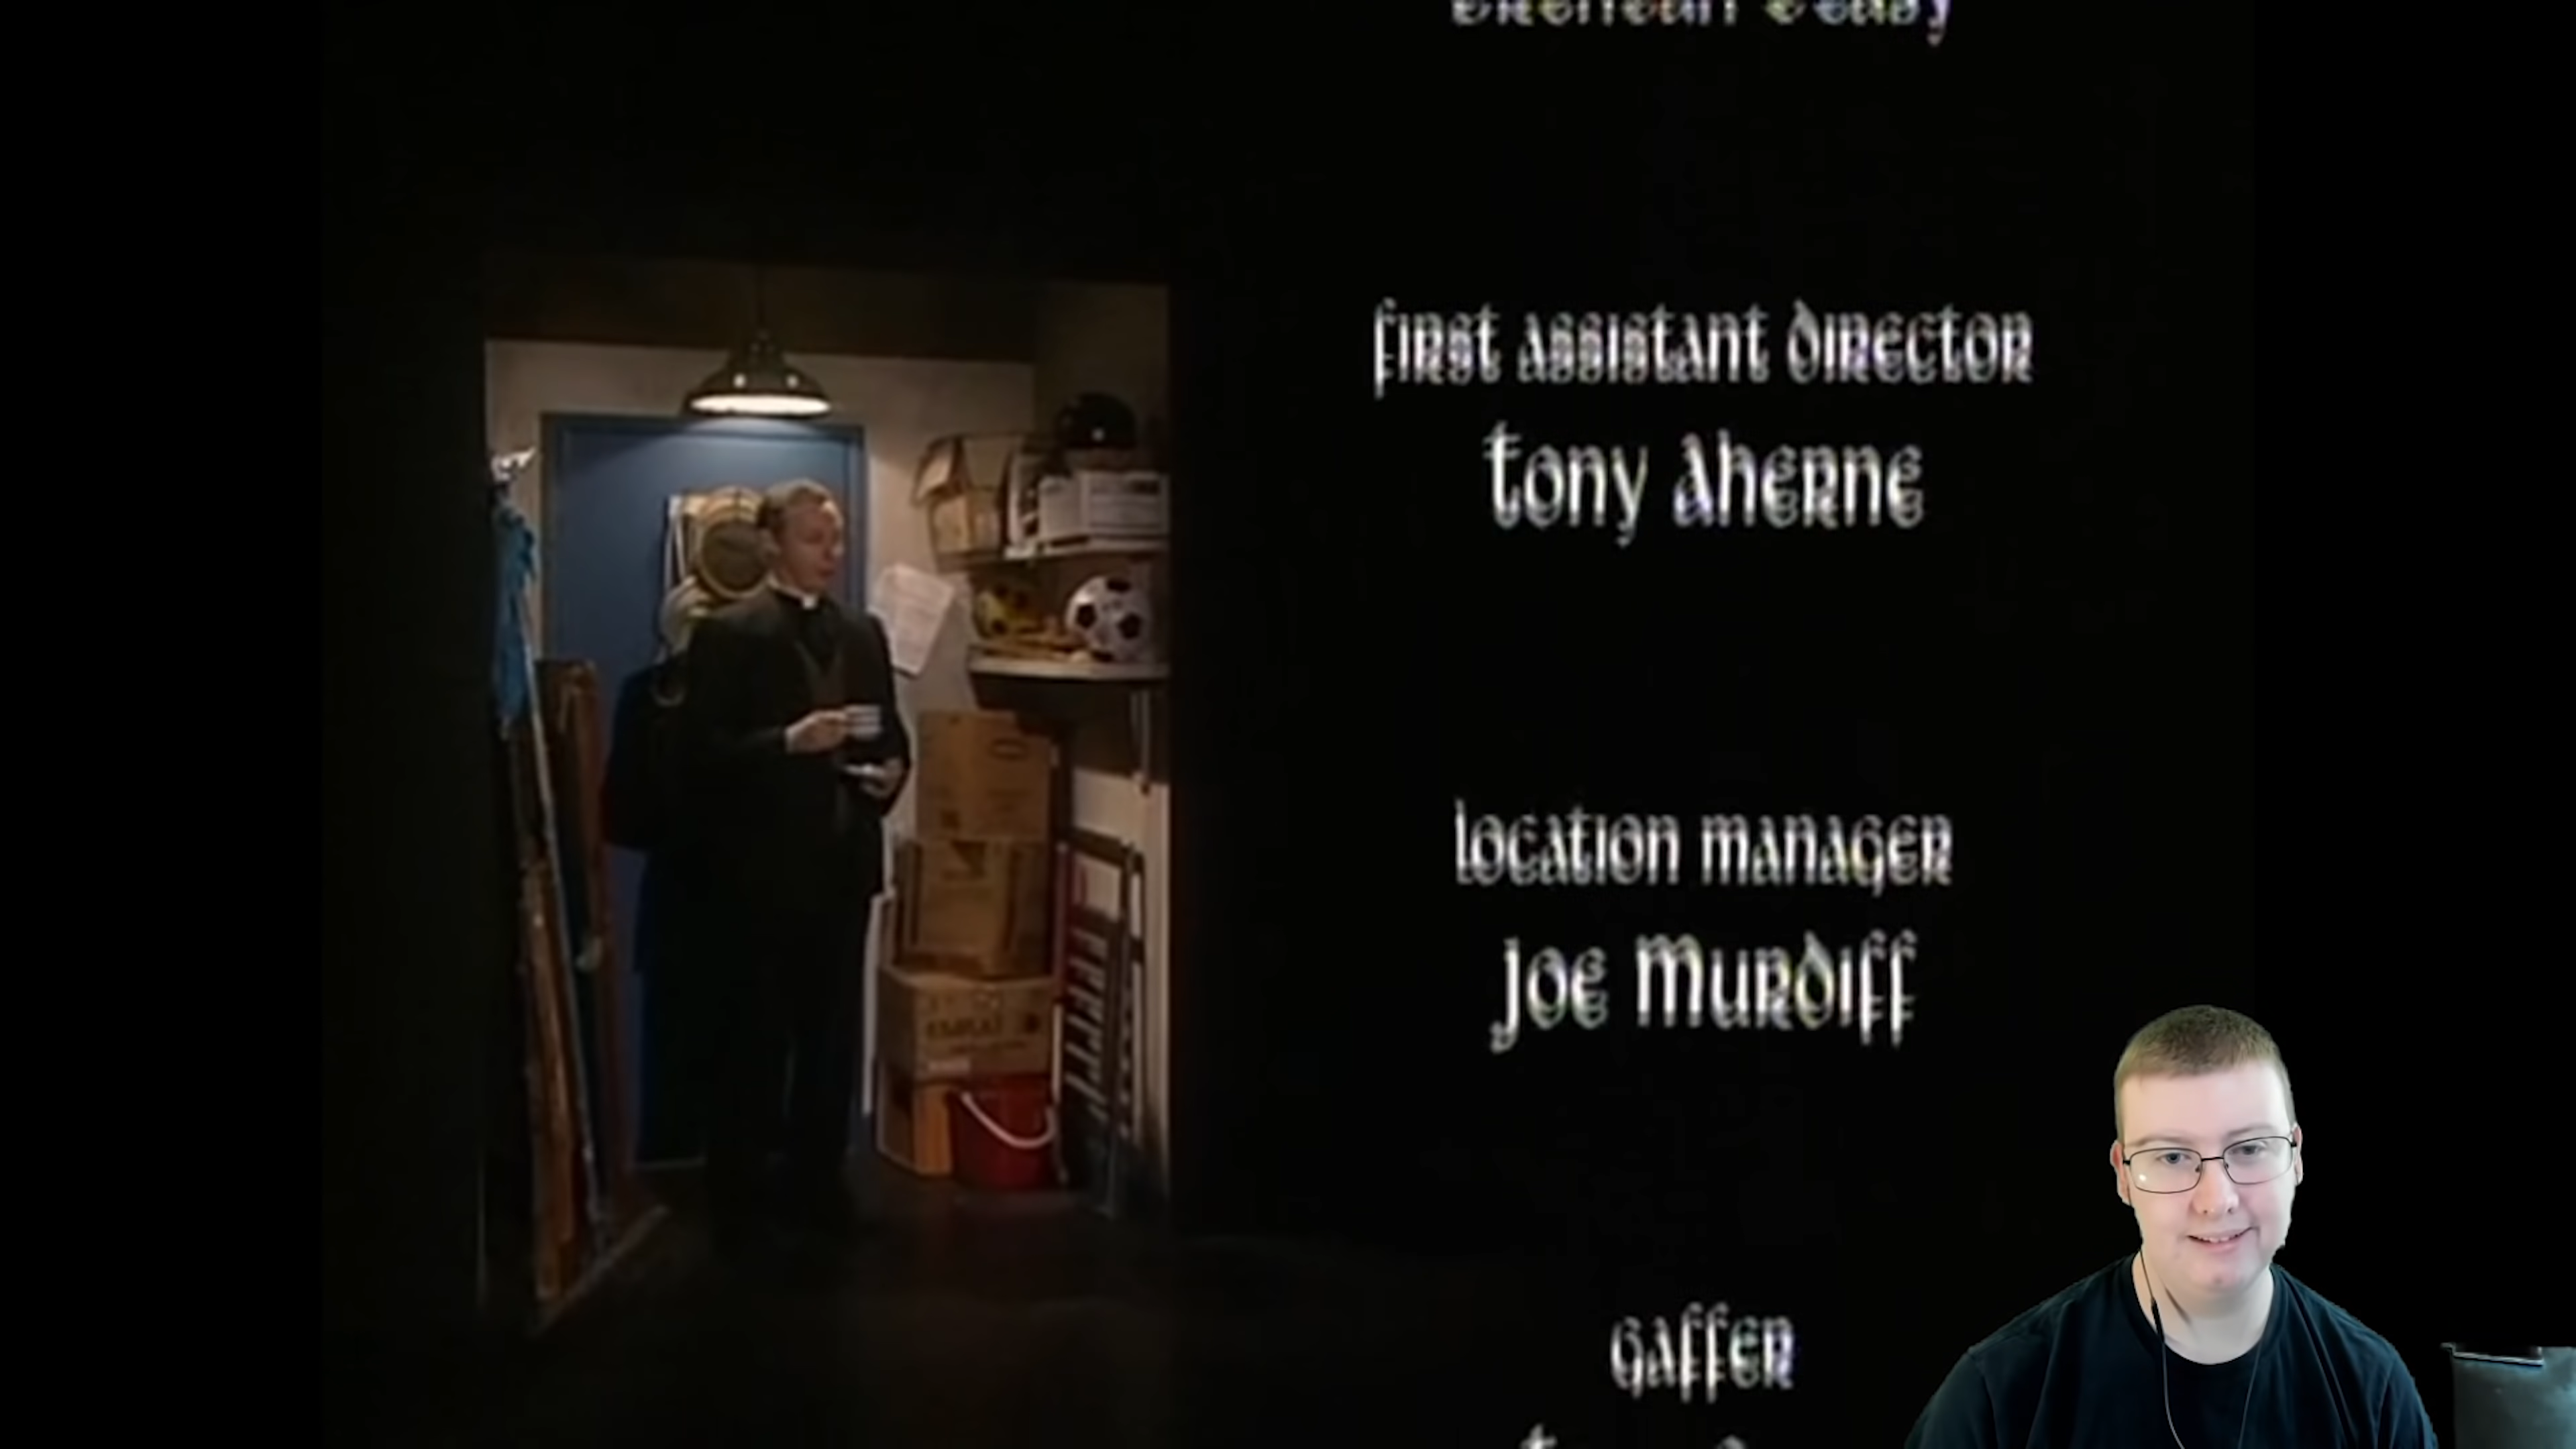 first assistant director
Tony Aherne
location manager
Joe Murdiff
gaffer